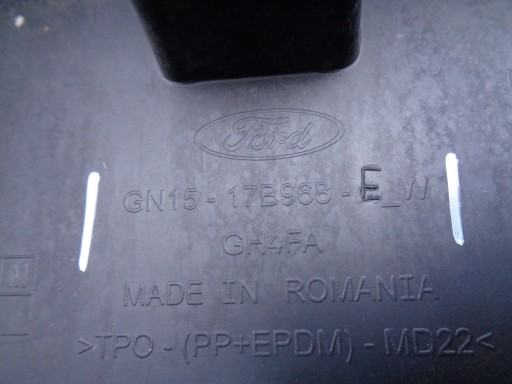 Ford
GN15 - 17B968 - E_W
GH4FA
MADE IN ROMANIA
>TPO - (PP+EPDM) - MD22<